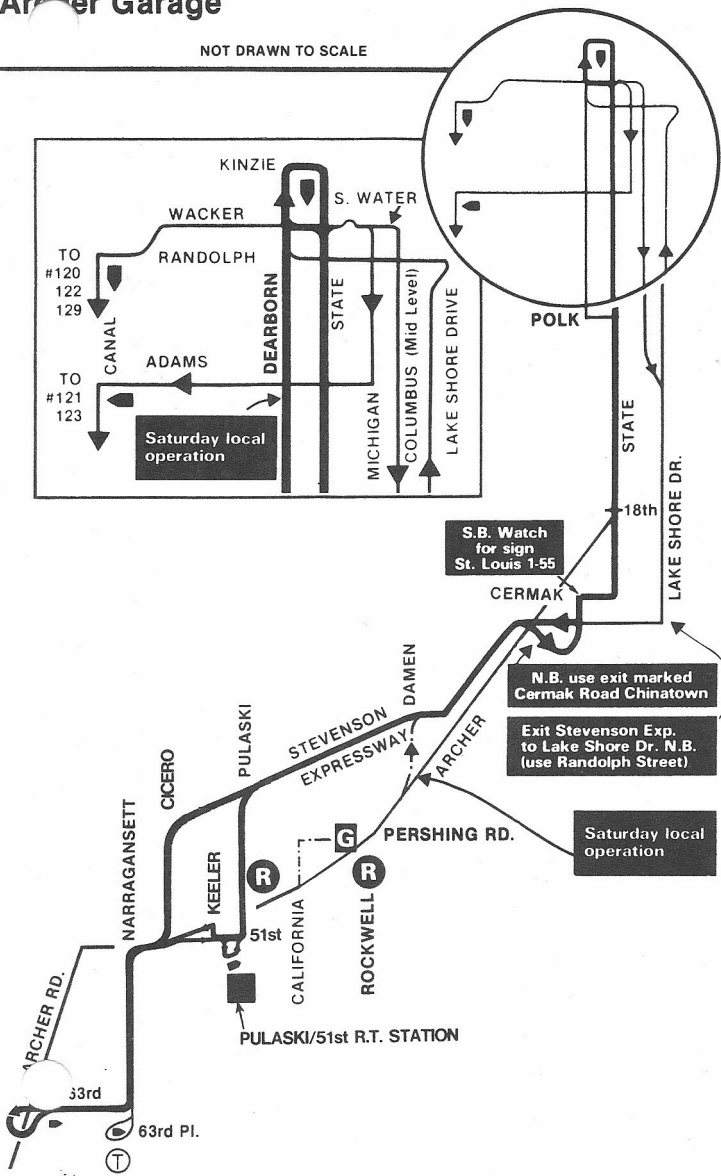 Archer Garage
NOT DRAWN TO SCALE
KINZIE
S. WATER
WACKER
RANDOLPH
TO
#120
122
129
CANAL
DEARBORN
STATE
COLUMBUS (Mid Level)
LAKE SHORE DRIVE
MICHIGAN
ADAMS
TO
#121
123
Saturday local
operation
POLK
STATE
LAKE SHORE DR.
18th
S.B. Watch
for sign
St. Louis 1-55
CERMAK
N.B. use exit marked
Cermak Road Chinatown
Exit Stevenson Exp.
to Lake Shore Dr. N.B.
(use Randolph Street)
DAMEN
STEVENSON
EXPRESSWAY
ARCHER
PULASKI
CICERO
NARRAGANSETT
KEELER
G
PERSHING RD.
Saturday local
operation
R
R
51st
CALIFORNIA
ROCKWELL
PULASKI/51st R.T. STATION
ARCHER RD.
63rd
63rd Pl.
T